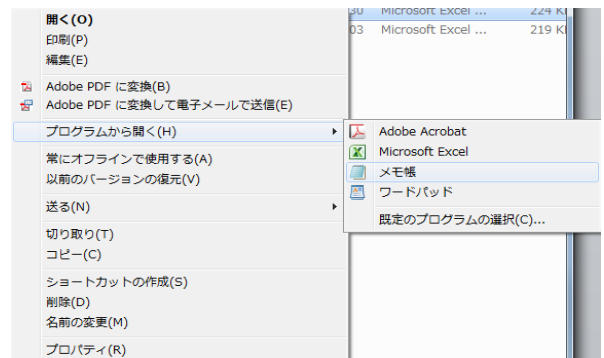 開く(O)
印刷(P)
編集(E)
Adobe PDF に変換(B)
Adobe PDF に変換して電子メールで送信(E)
プログラムから開く(H)
常にオフラインで使用する(A)
以前のバージョンの復元(V)
送る(N)
切り取り(T)
コピー(C)
ショートカットの作成(S)
削除(D)
名前の変更(M)
プロパティ(R)
30 Microsoft Excel ... 224 K
03 Microsoft Excel ... 219 K
Adobe Acrobat
Microsoft Excel
メモ帳
ワードパッド
既定のプログラムの選択(C)...